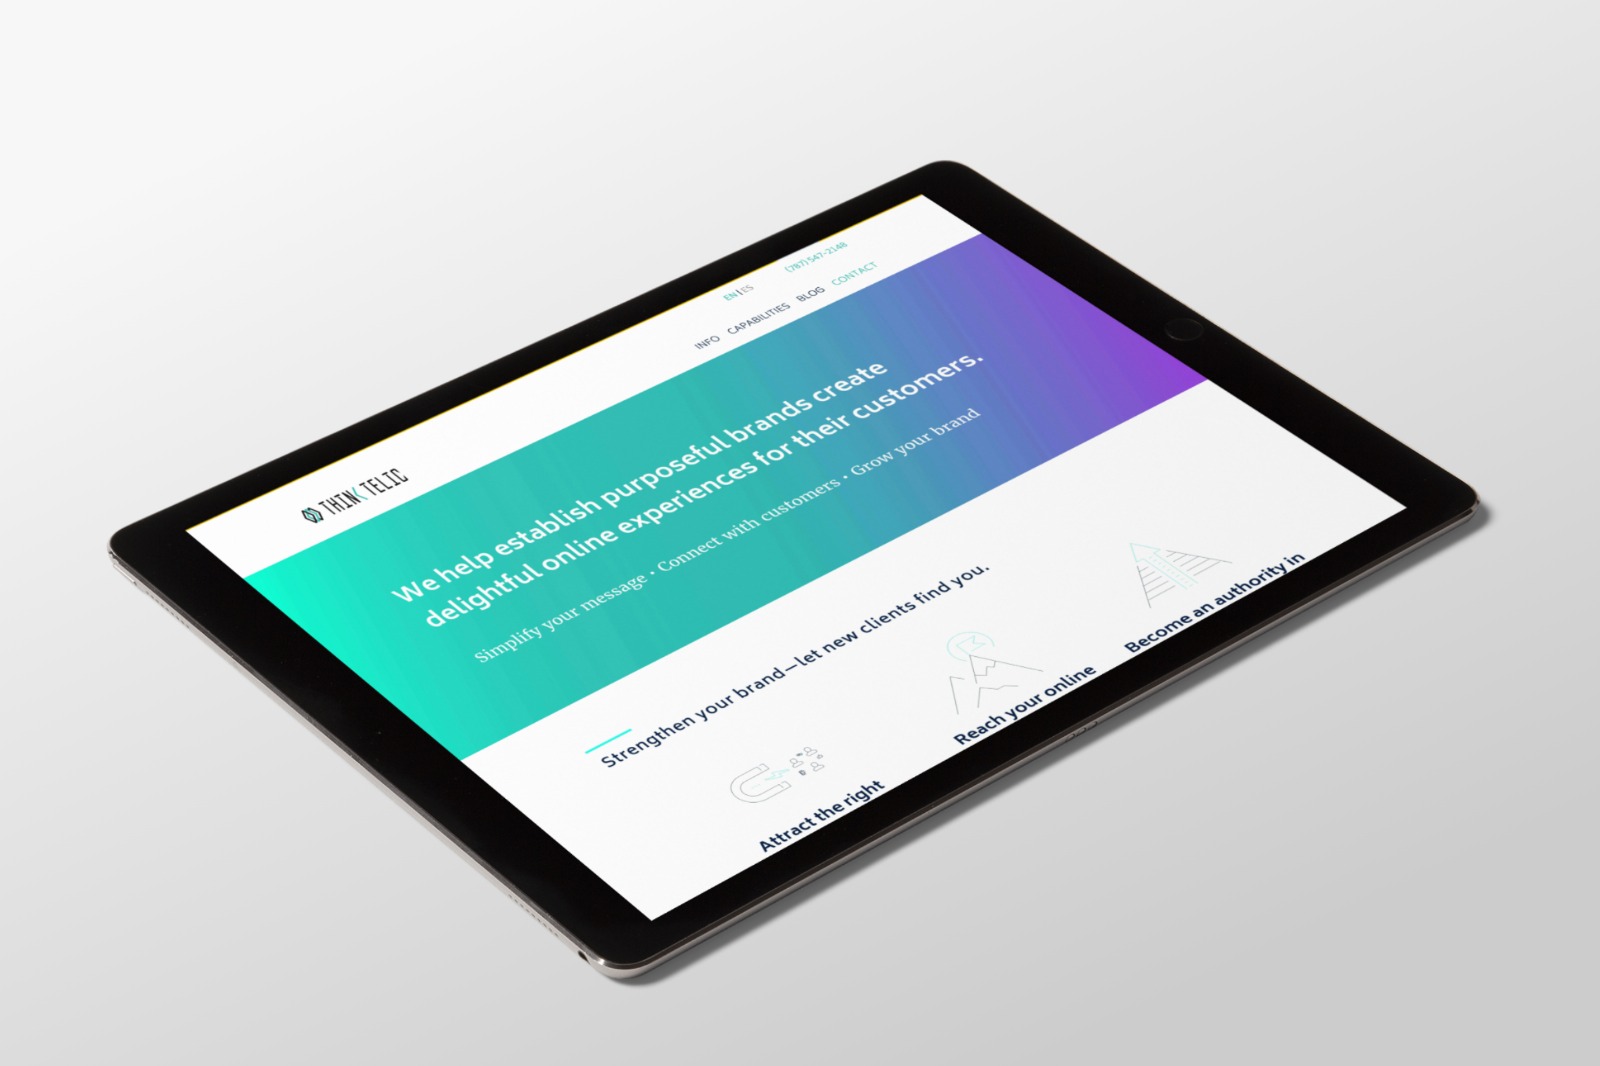 (787) 547-2148
EN | ES
INFO CAPABILITIES BLOG CONTACT
THINK TELIC
We help establish purposeful brands create
delightful online experiences for their customers.
Simplify your message · Connect with customers · Grow your brand
Strengthen your brand—let new clients find you.
Attract the right
Reach your online
Become an authority in